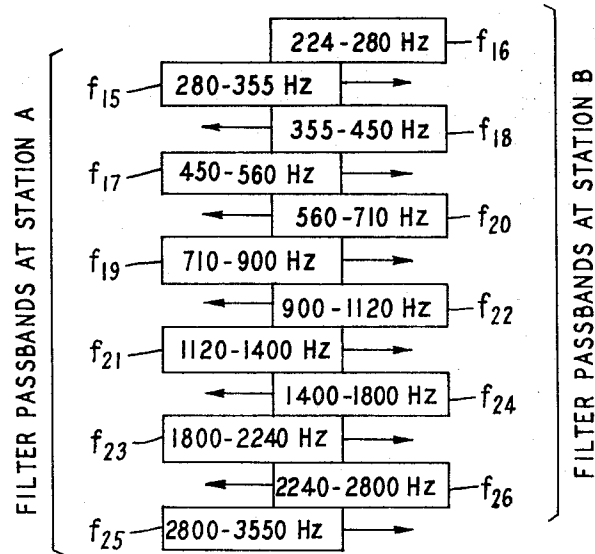 FILTER PASSBANDS AT STATION A
224-280 Hz f16
f15 280-355 Hz
355-450 Hz f18
f17 450-560 Hz
560-710 Hz f20
f19 710-900 Hz
900-1120 Hz f22
f21 1120-1400 Hz
1400-1800 Hz f24
f23 1800-2240 Hz
2240-2800 Hz f26
f25 2800-3550 Hz
FILTER PASSBANDS AT STATION B